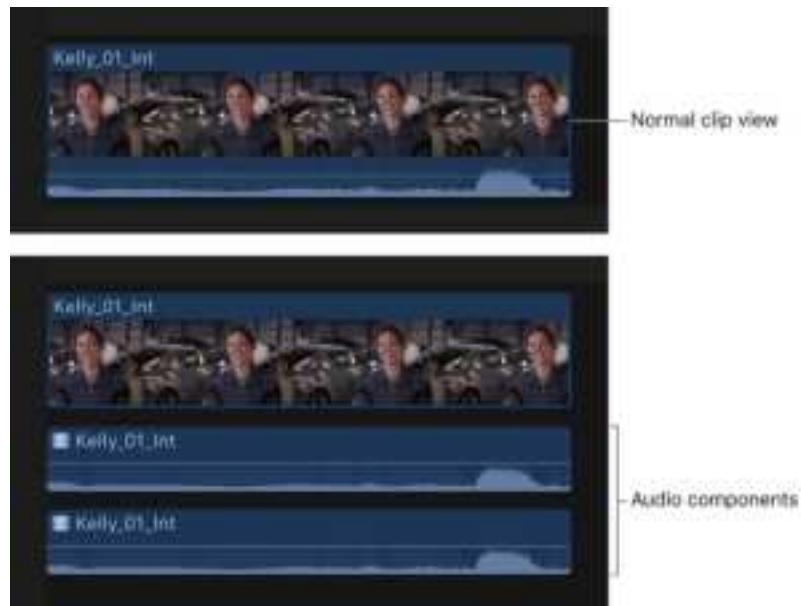 Kelly_01_Int
Normal clip view
Kelly_01_Int
Kelly_01_Int
Audio components
Kelly_01_Int